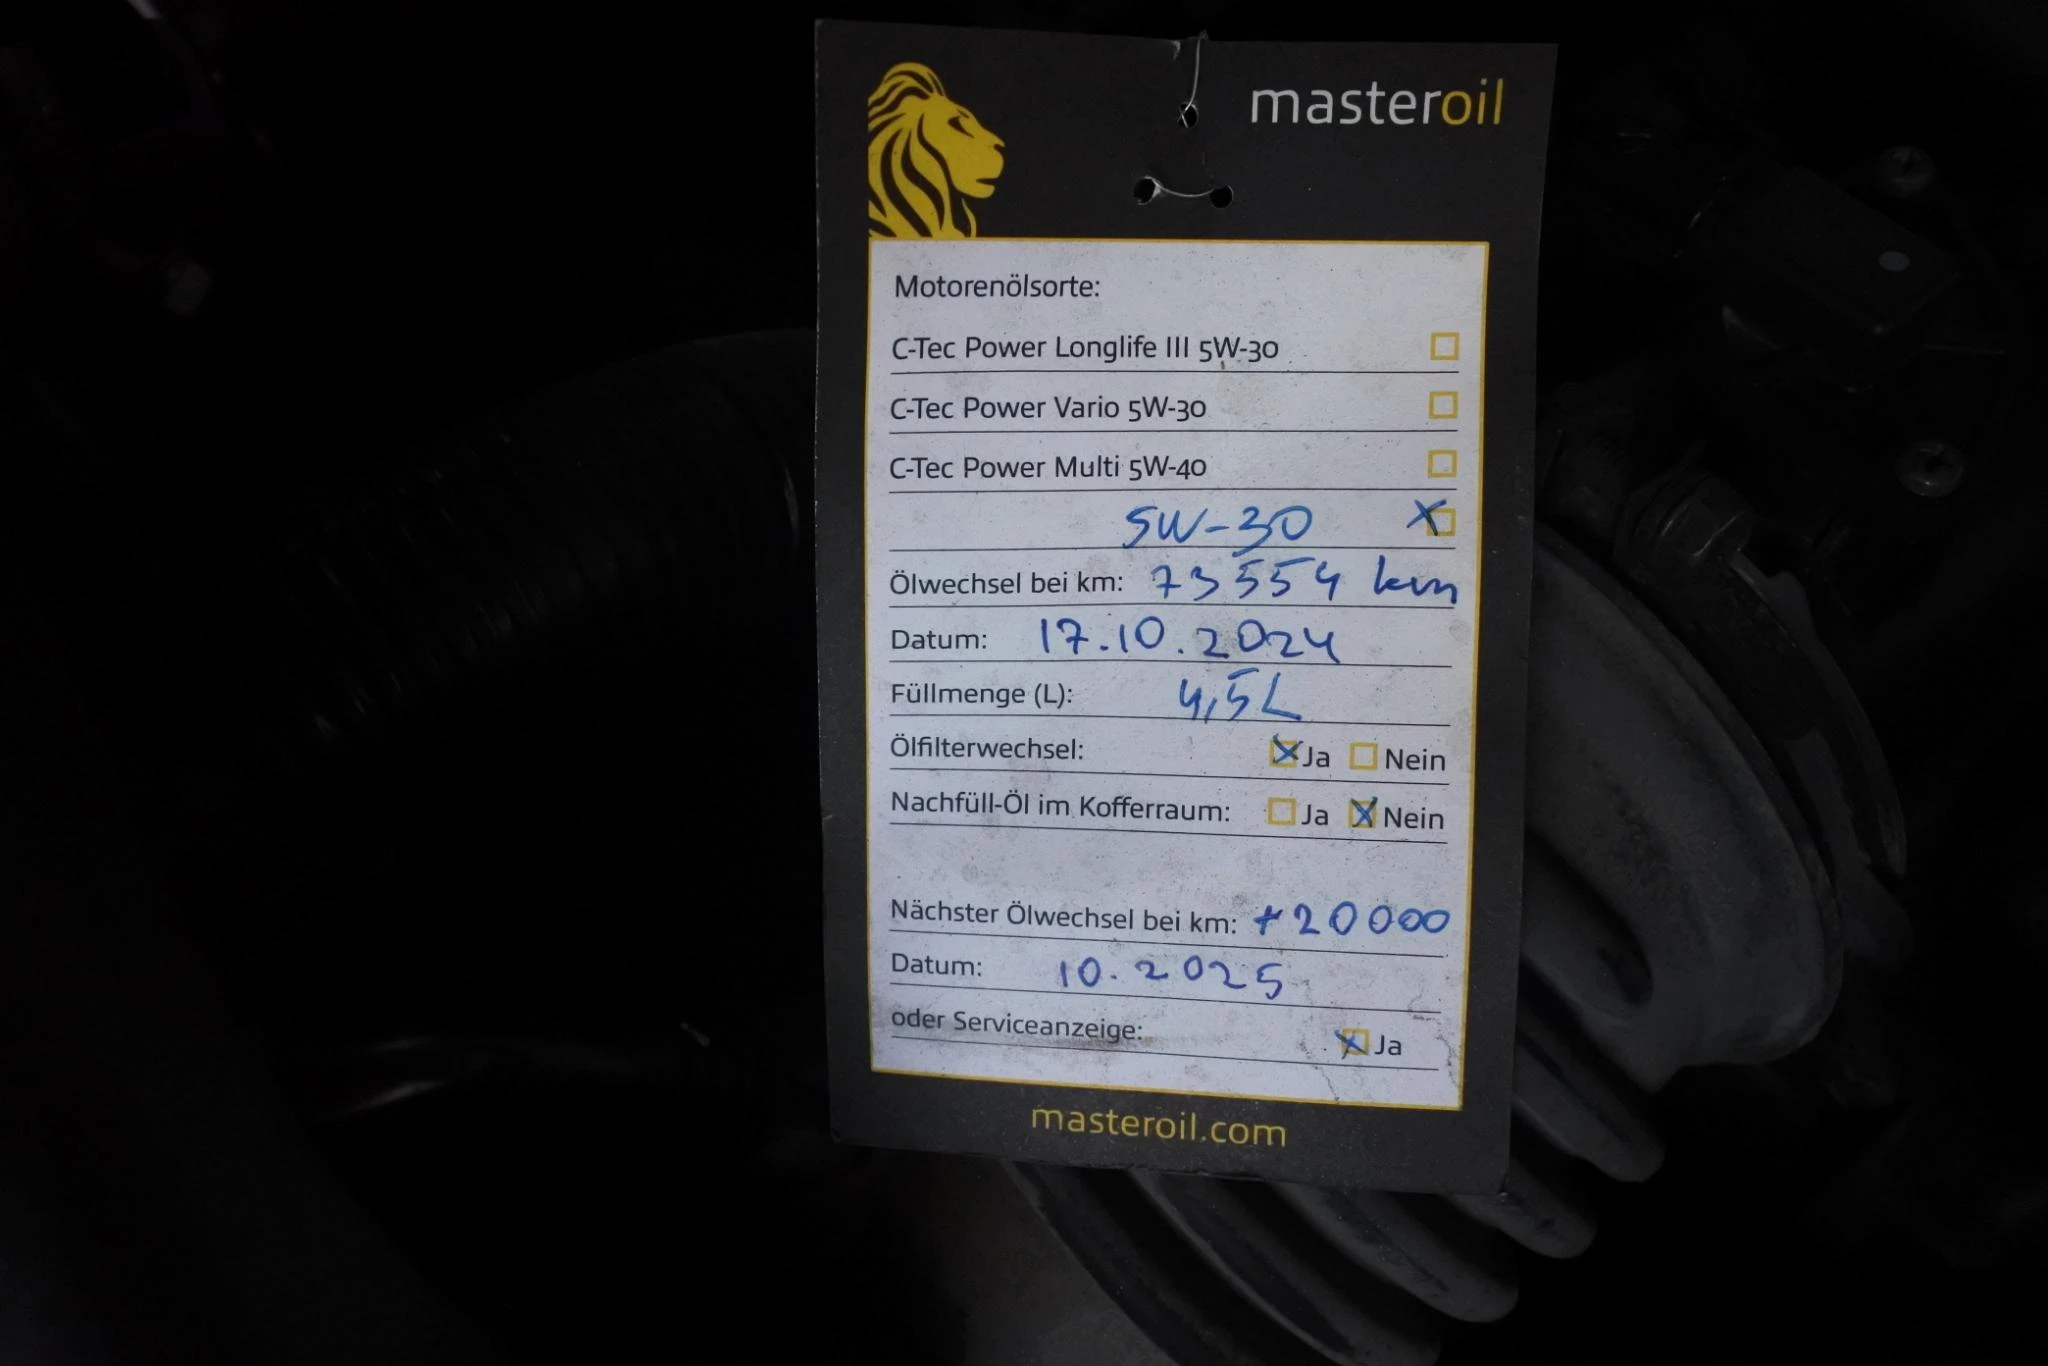 masteroil
Motorenölsorte:
C-Tec Power Longlife III 5W-30
C-Tec Power Vario 5W-30
C-Tec Power Multi 5W-40
5W-30
Ölwechsel bei km: 73554 km
Datum: 17.10.2024
Füllmenge (L): 4,5L
Ölfilterwechsel: Ja Nein
Nachfüll-Öl im Kofferraum: Ja Nein
Nächster Ölwechsel bei km: +20000
Datum: 10.2025
oder Serviceanzeige: Ja
masteroil.com